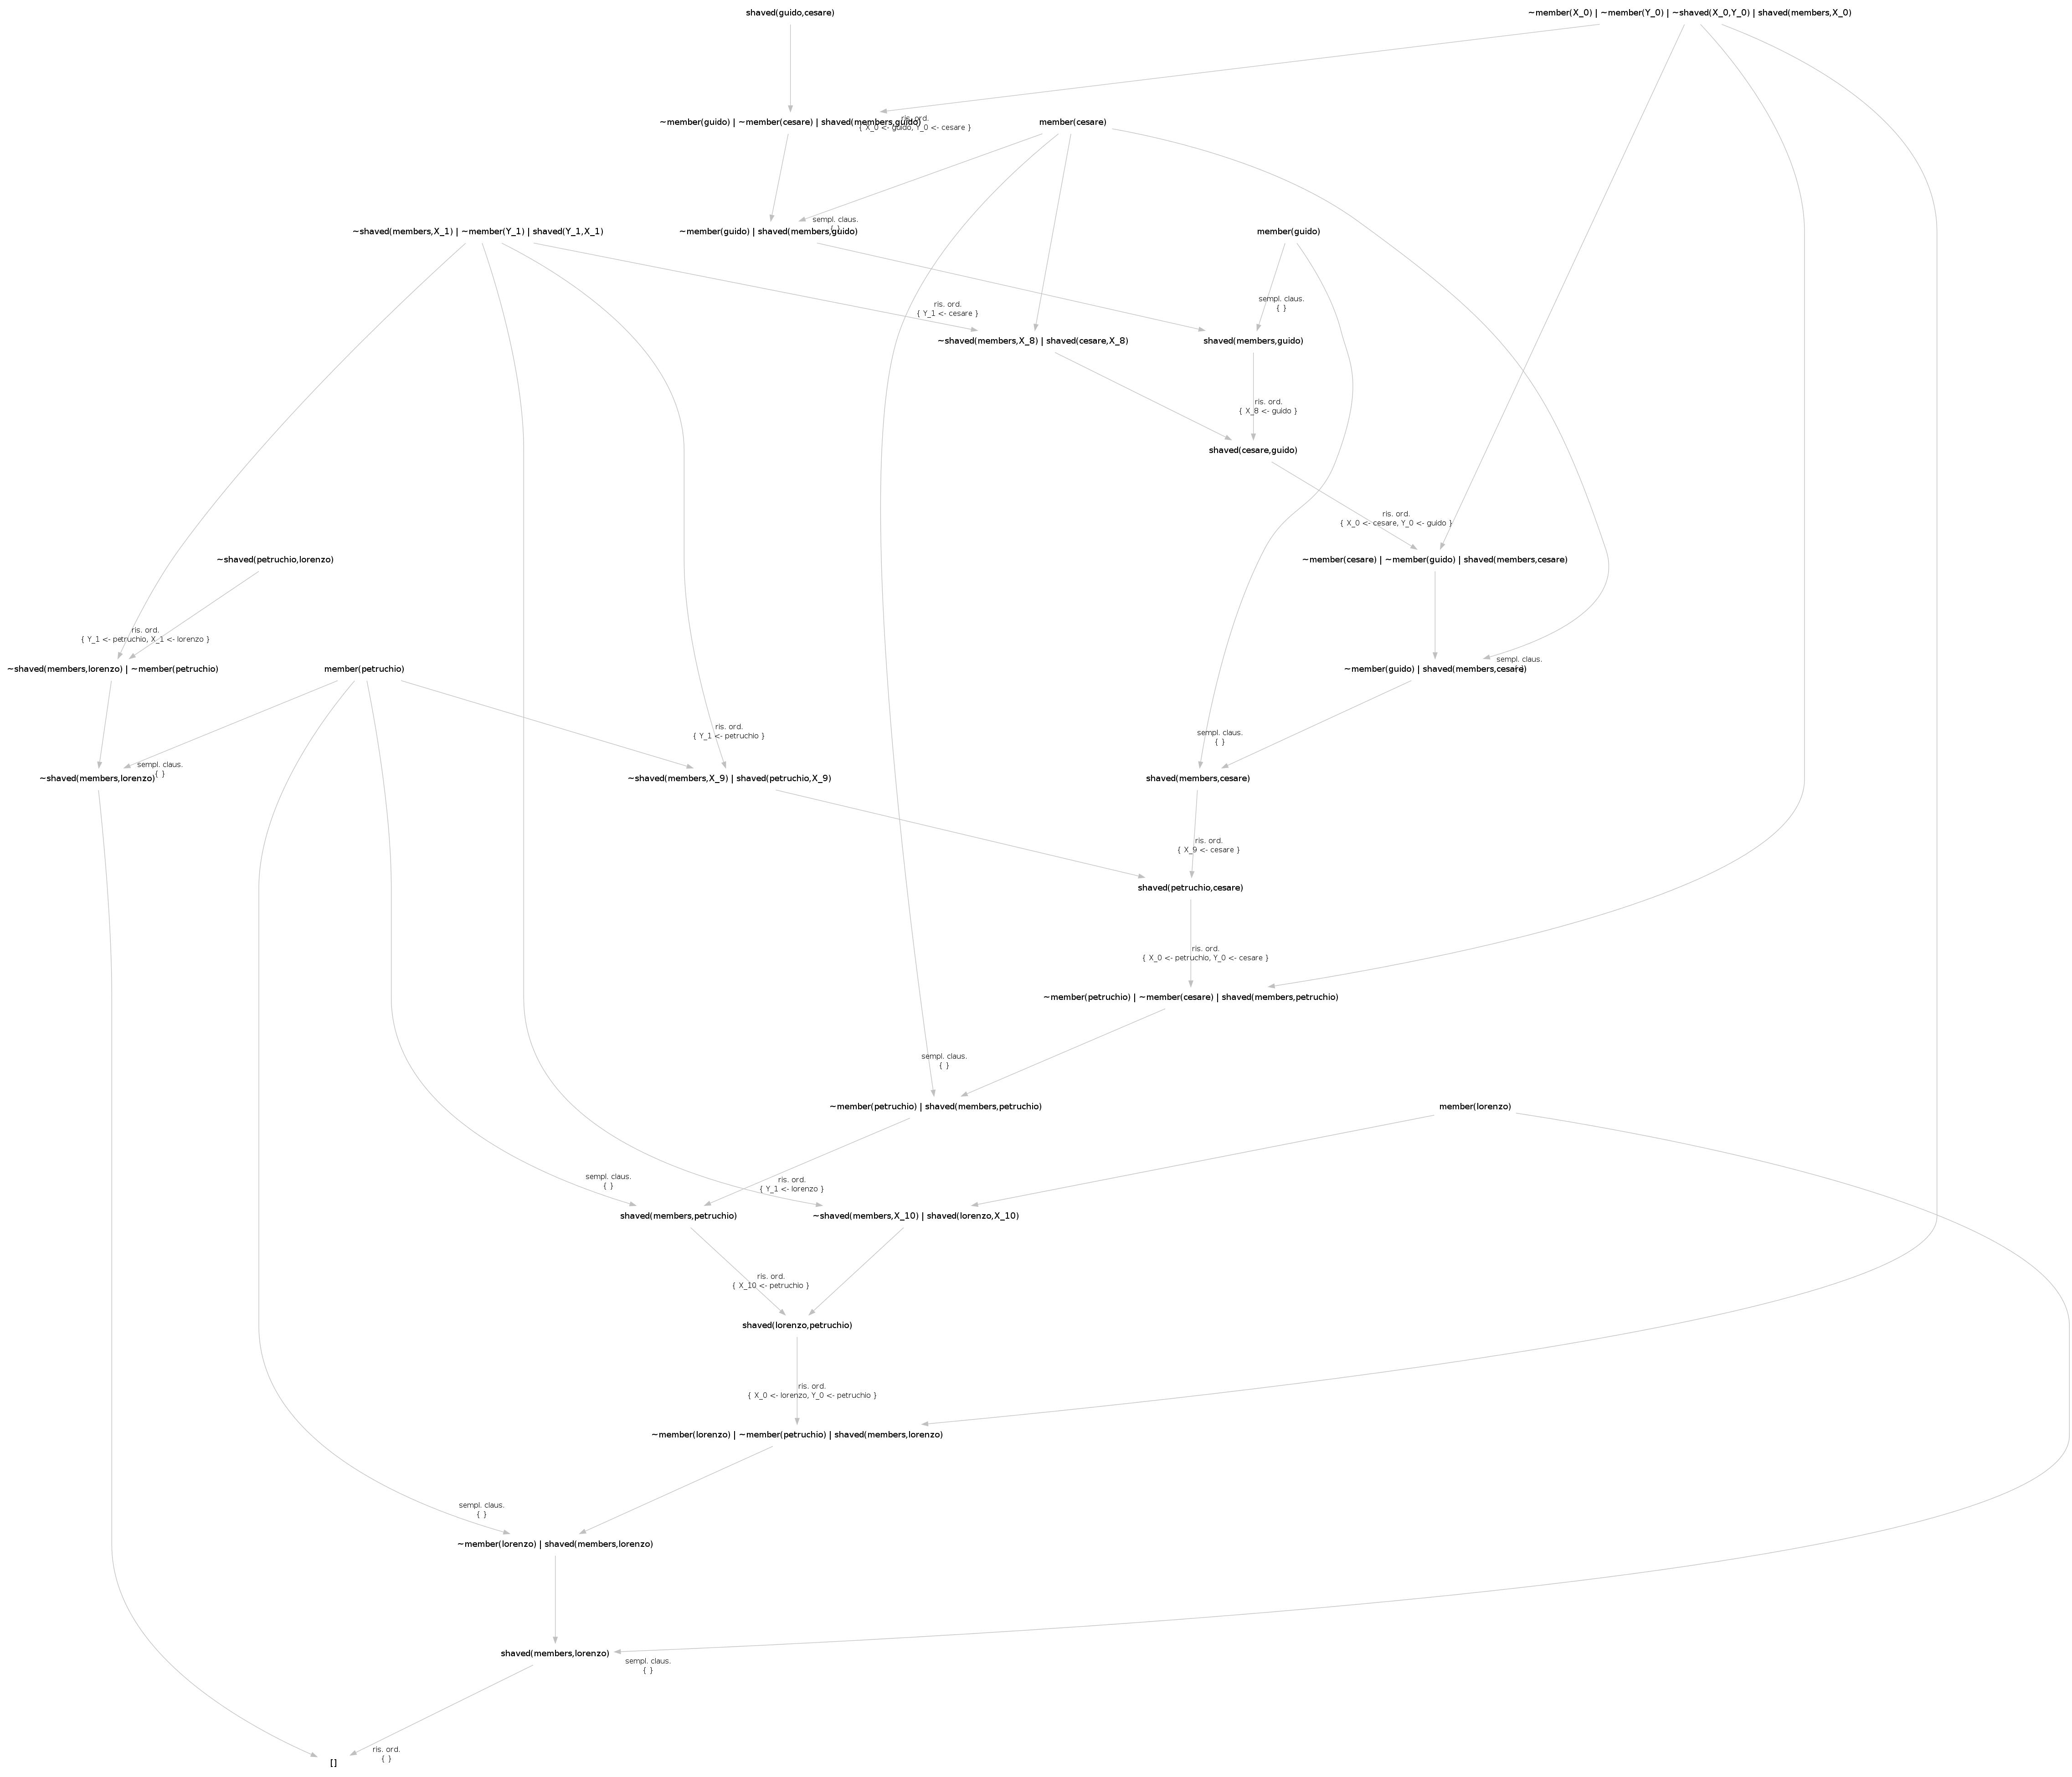 shaved(guido,cesare)
~member(X_0) | ~member(Y_0) | ~shaved(X_0,Y_0) | shaved(members,X_0)
~member(guido) | ~member(cesare) | shaved(members,guido)
ris. ord.
{ X_0 <- guido, Y_0 <- cesare }
member(cesare)
~shaved(members,X_1) | ~member(Y_1) | shaved(Y_1,X_1)
sempl. claus.
{ }
~member(guido) | shaved(members,guido)
member(guido)
ris. ord.
{ Y_1 <- cesare }
sempl. claus.
{ }
~shaved(members,X_8) | shaved(cesare,X_8)
shaved(members,guido)
ris. ord.
{ X_8 <- guido }
shaved(cesare,guido)
ris. ord.
{ X_0 <- cesare, Y_0 <- guido }
~shaved(petruchio,lorenzo)
~member(cesare) | ~member(guido) | shaved(members,cesare)
ris. ord.
{ Y_1 <- petruchio, X_1 <- lorenzo }
~shaved(members,lorenzo) | ~member(petruchio)
member(petruchio)
~member(guido) | shaved(members,cesare)
sempl. claus.
{ }
ris. ord.
{ Y_1 <- petruchio }
sempl. claus.
{ }
sempl. claus.
{ }
~shaved(members,lorenzo)
~shaved(members,X_9) | shaved(petruchio,X_9)
shaved(members,cesare)
ris. ord.
{ X_9 <- cesare }
shaved(petruchio,cesare)
ris. ord.
{ X_0 <- petruchio, Y_0 <- cesare }
~member(petruchio) | ~member(cesare) | shaved(members,petruchio)
sempl. claus.
{ }
~member(petruchio) | shaved(members,petruchio)
member(lorenzo)
sempl. claus.
{ }
ris. ord.
{ Y_1 <- lorenzo }
shaved(members,petruchio)
~shaved(members,X_10) | shaved(lorenzo,X_10)
ris. ord.
{ X_10 <- petruchio }
shaved(lorenzo,petruchio)
ris. ord.
{ X_0 <- lorenzo, Y_0 <- petruchio }
~member(lorenzo) | ~member(petruchio) | shaved(members,lorenzo)
sempl. claus.
{ }
~member(lorenzo) | shaved(members,lorenzo)
shaved(members,lorenzo)
sempl. claus.
{ }
ris. ord.
{ }
[]